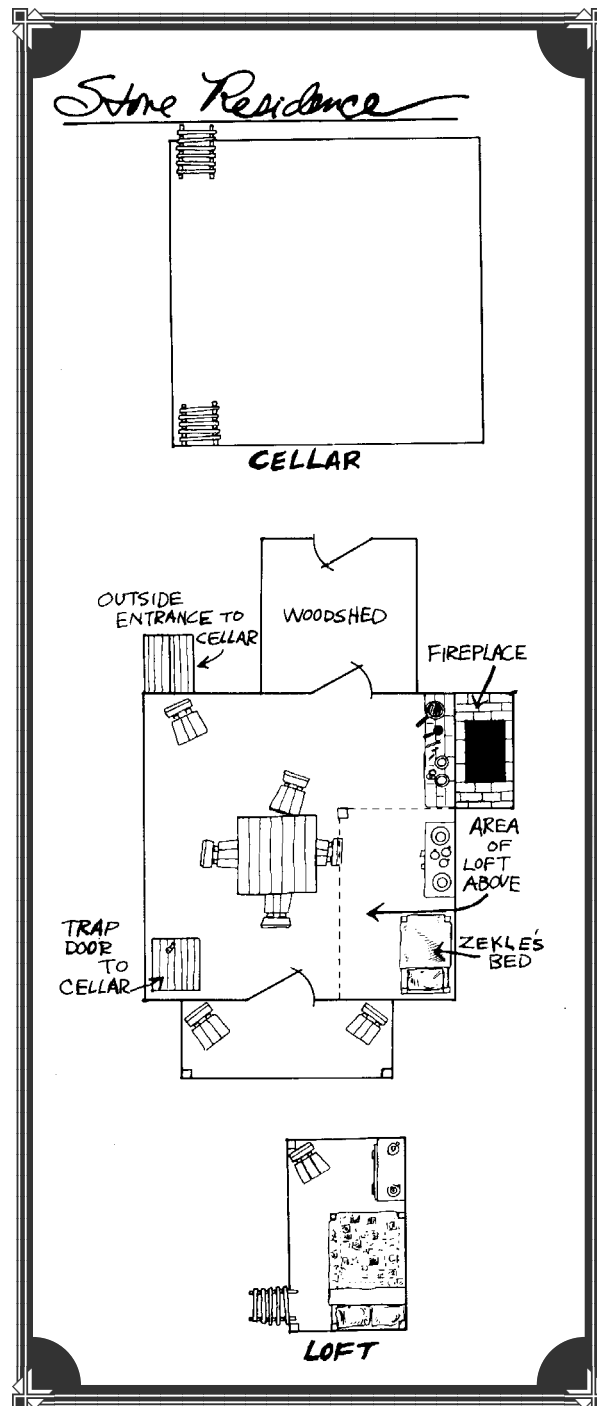 Stone Residence
CELLAR
OUTSIDE
ENTRANCE TO
CELLAR
WOODSHED
FIREPLACE
AREA
OF
LOFT
ABOVE
TRAP
DOOR
TO
CELLAR
ZEKLE'S
BED
LOFT